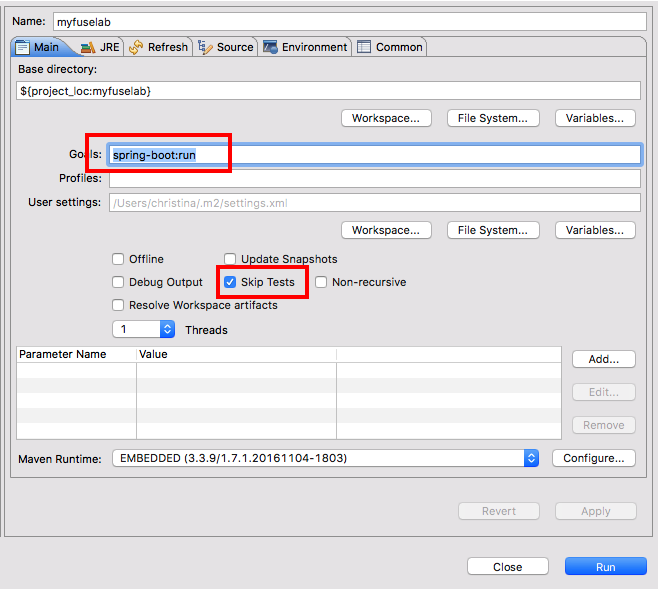 Name: myfuselab
Main JRE Refresh Source Environment Common
Base directory:
${project_loc:myfuselab}
Workspace... File System... Variables...
Goals: spring-boot:run
Profiles:
User settings: /Users/christina/.m2/settings.xml
Workspace... File System... Variables...
Offline Update Snapshots
Debug Output Skip Tests Non-recursive
Resolve Workspace artifacts
1 Threads
Parameter Name Value
Add...
Edit...
Remove
Maven Runtime: EMBEDDED (3.3.9/1.7.1.20161104-1803) Configure...
Revert Apply
Close Run